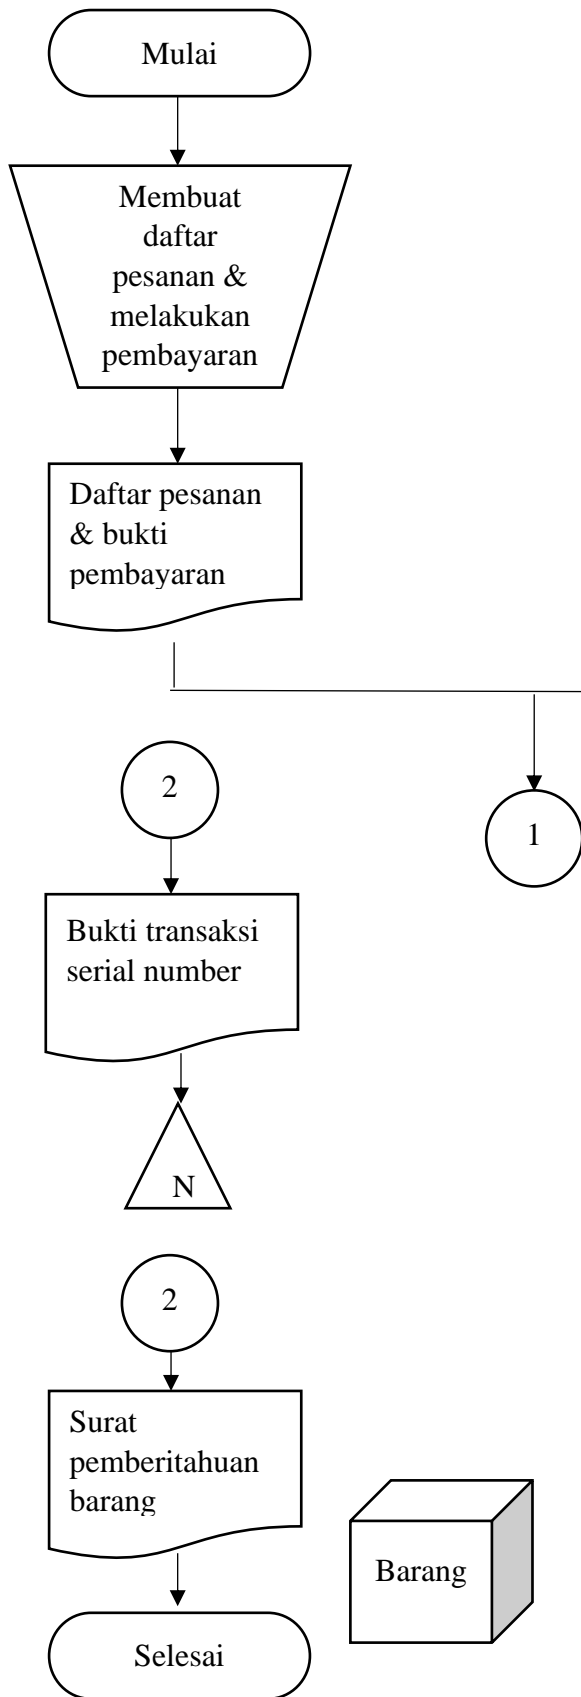 Mulai
Membuat
daftar
pesanan &
melakukan
pembayaran
Daftar pesanan
& bukti
pembayaran
2
1
Bukti transaksi
serial number
N
2
Surat
pemberitahuan
barang
Barang
Selesai